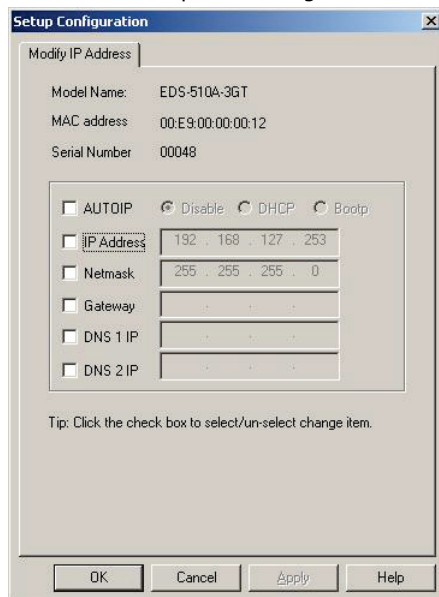 Setup Configuration
Modify IP Address
Model Name: EDS-510A-3GT
MAC address 00:E9:00:00:00:12
Serial Number 00048
AUTOIP Disable DHCP Bootp
IP Address 192 . 168 . 127 . 253
Netmask 255 . 255 . 255 . 0
Gateway . . .
DNS 1 IP . . .
DNS 2 IP . . .
Tip: Click the check box to select/un-select change item.
OK Cancel Apply Help